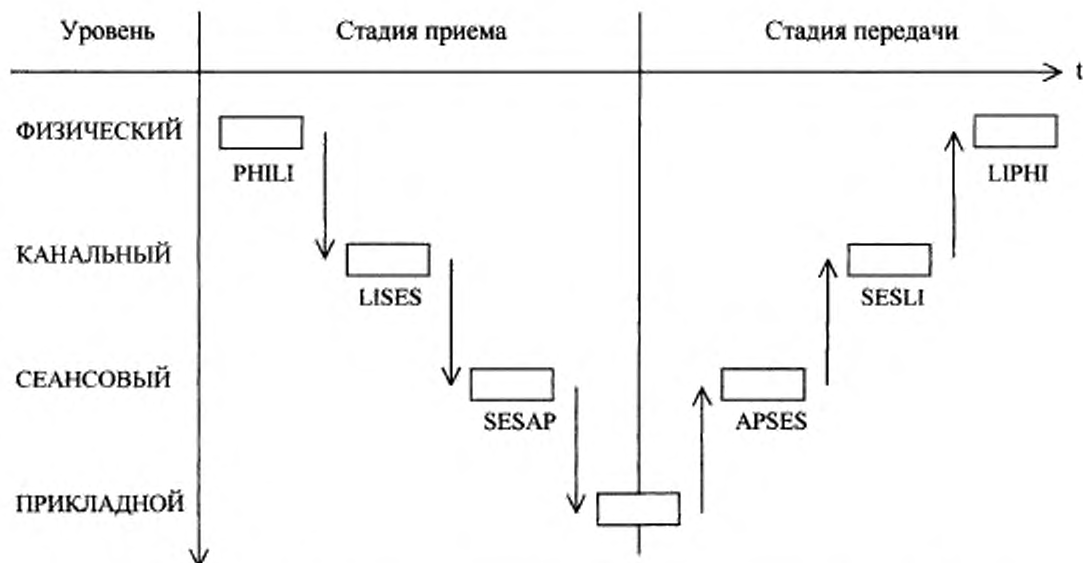 Уровень
Стадия приема
Стадия передачи
t
ФИЗИЧЕСКИЙ
PHILI
LIPHI
КАНАЛЬНЫЙ
LISES
SESLI
СЕАНСОВЫЙ
SESAP
APSES
ПРИКЛАДНОЙ